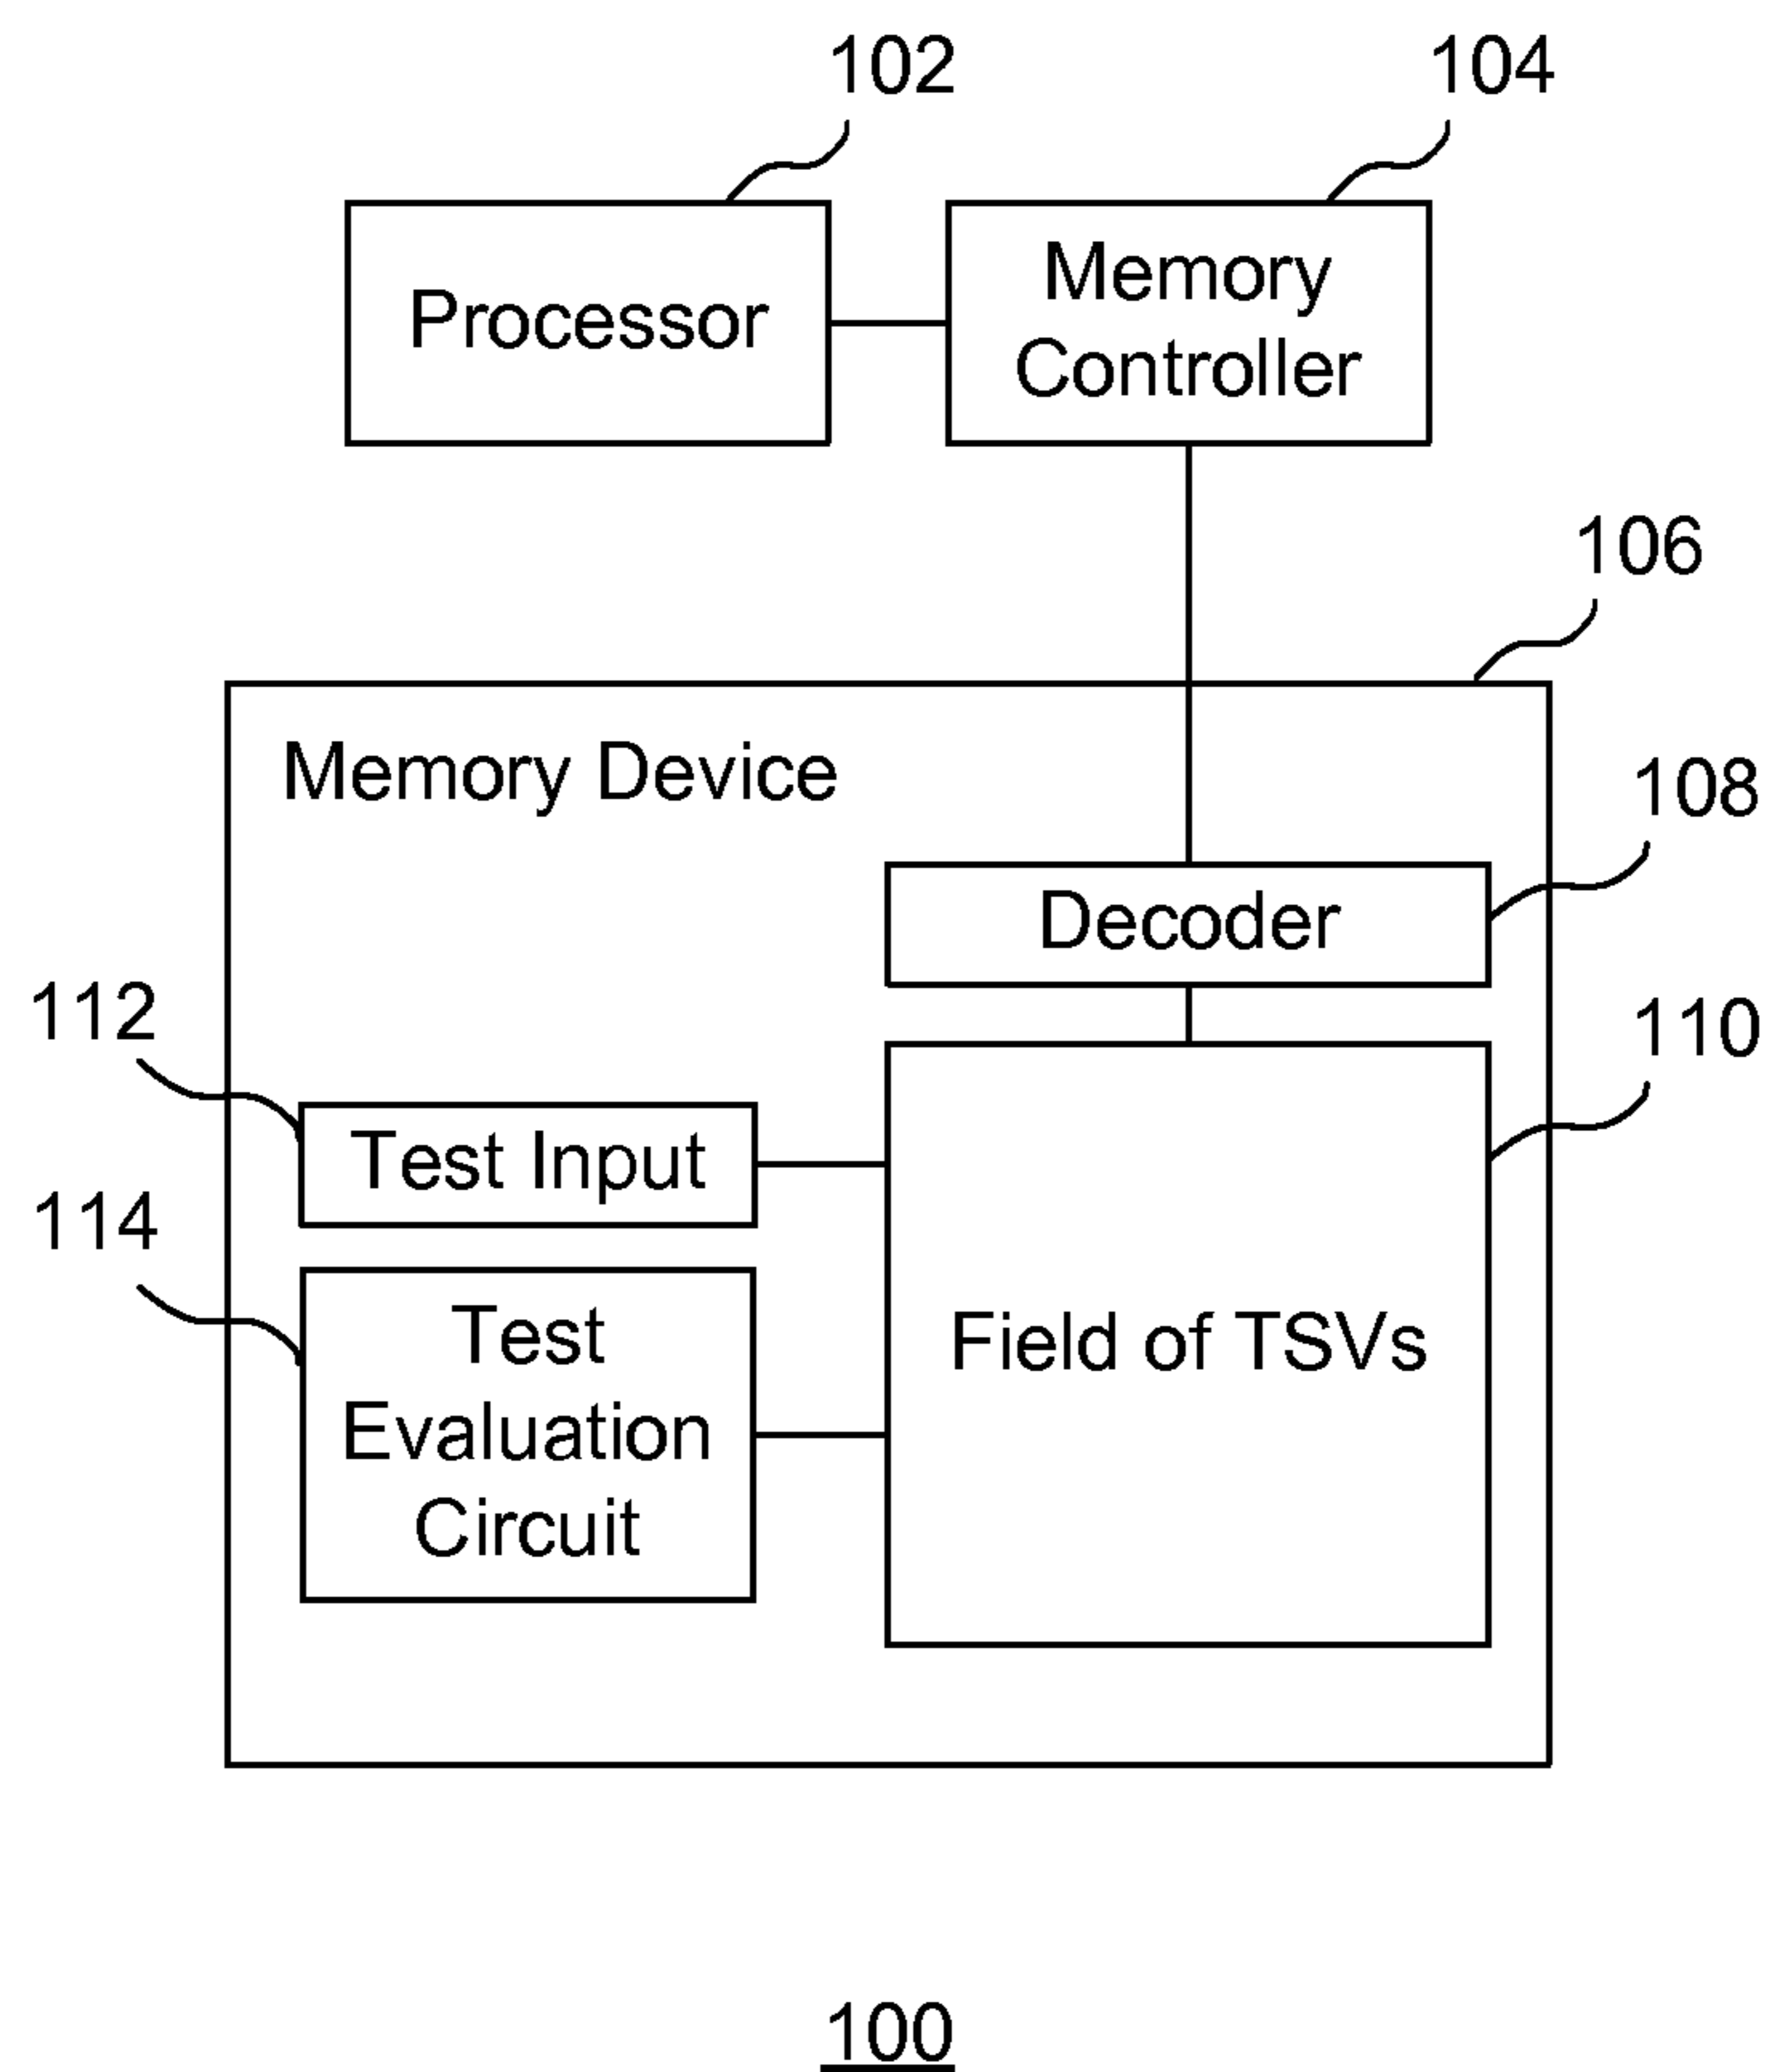 102
104
Processor
Memory
Controller
106
Memory Device
108
Decoder
112
110
Test Input
114
Test
Evaluation
Circuit
Field of TSVs
100